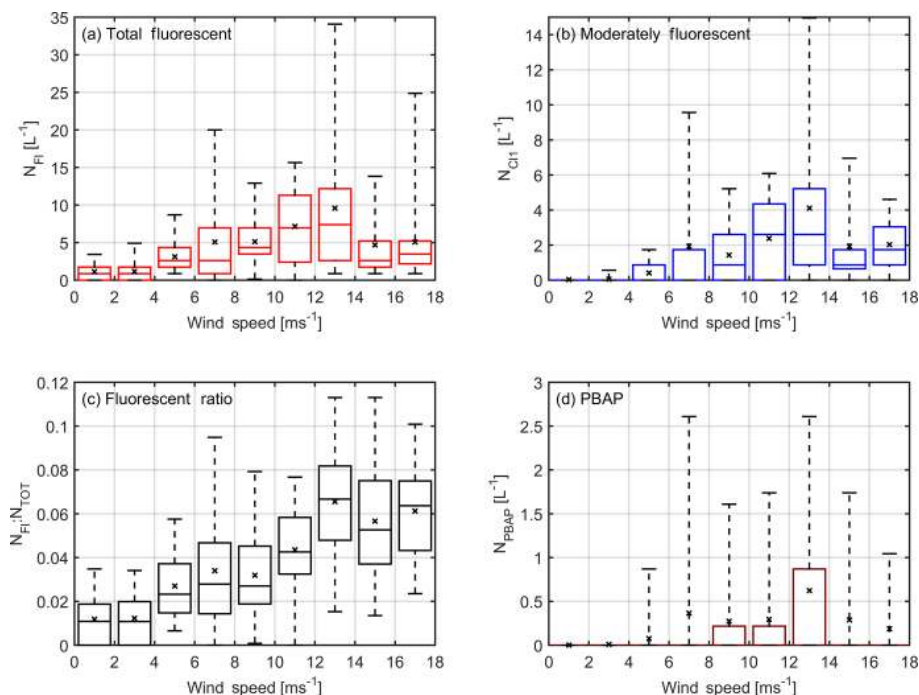 (a) Total fluorescent
35
30
25
20
15
10
5
0
N_Fl [L⁻¹]
0 2 4 6 8 10 12 14 16 18
Wind speed [ms⁻¹]
(b) Moderately fluorescent
14
12
10
8
6
4
2
0
N_Cl1 [L⁻¹]
0 2 4 6 8 10 12 14 16 18
Wind speed [ms⁻¹]
(c) Fluorescent ratio
0.12
0.1
0.08
0.06
0.04
0.02
0
N_Fl:N_TOT
0 2 4 6 8 10 12 14 16 18
Wind speed [ms⁻¹]
(d) PBAP
3
2.5
2
1.5
1
0.5
0
N_PBAP [L⁻¹]
0 2 4 6 8 10 12 14 16 18
Wind speed [ms⁻¹]